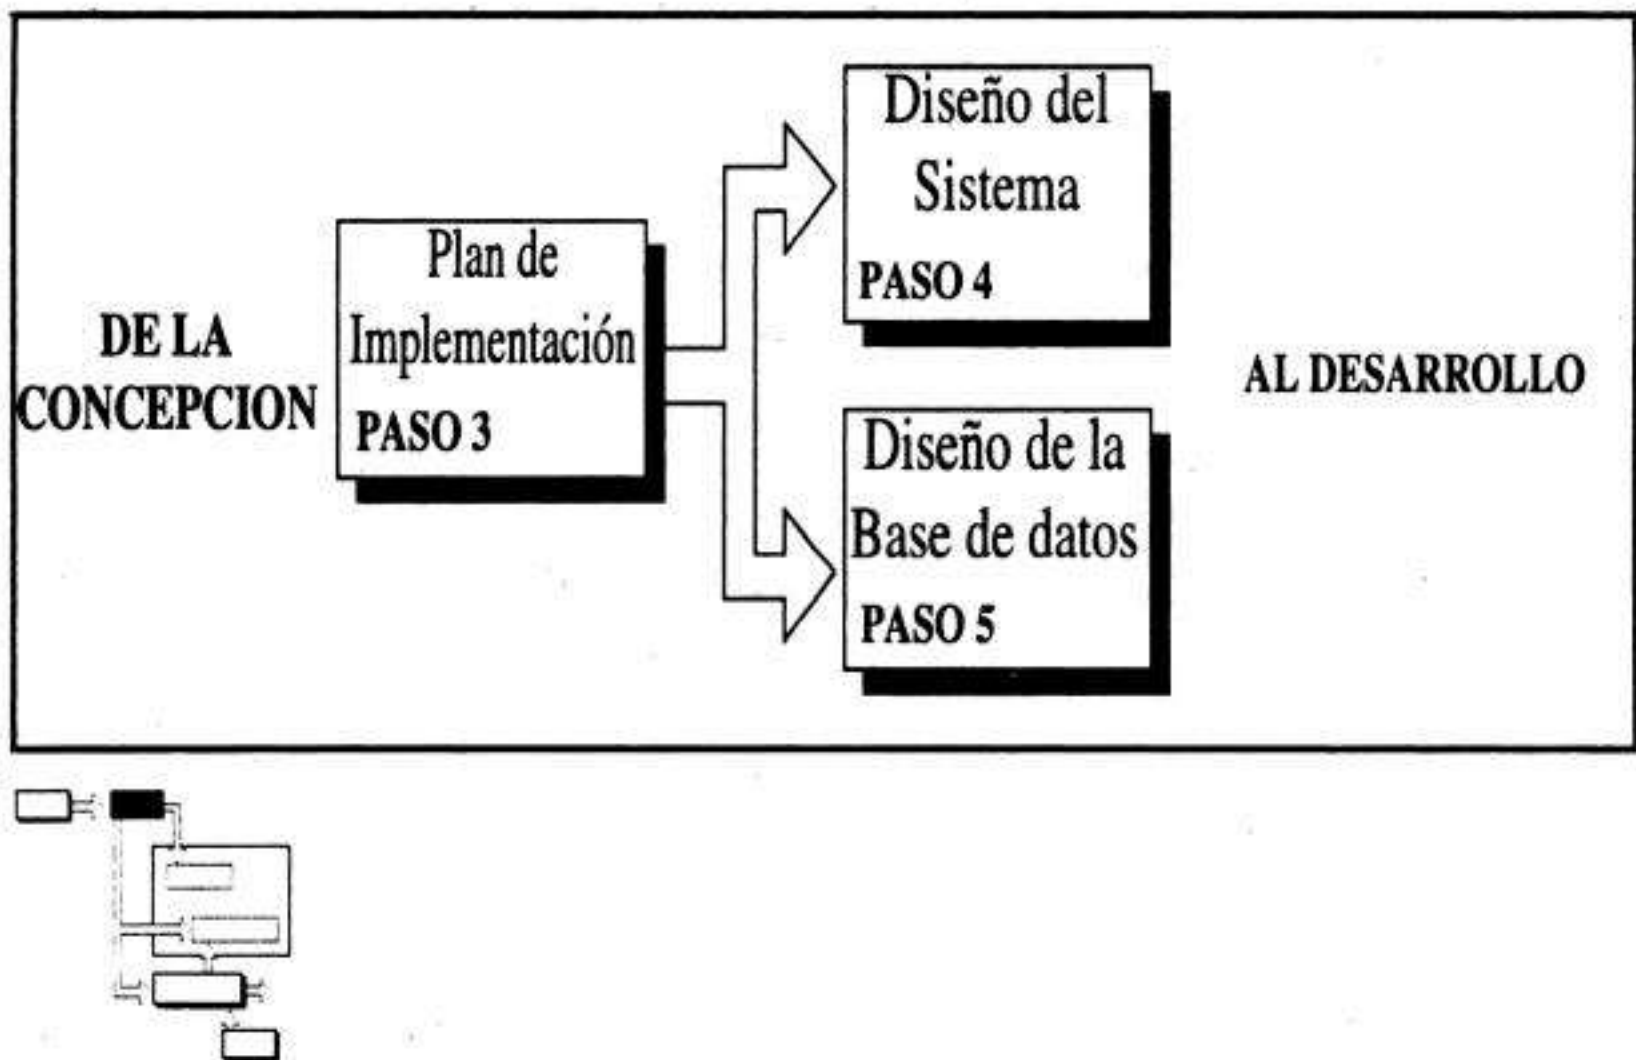 DE LA
CONCEPCION
Plan de
Implementación
PASO 3
Diseño del
Sistema
PASO 4
Diseño de la
Base de datos
PASO 5
AL DESARROLLO